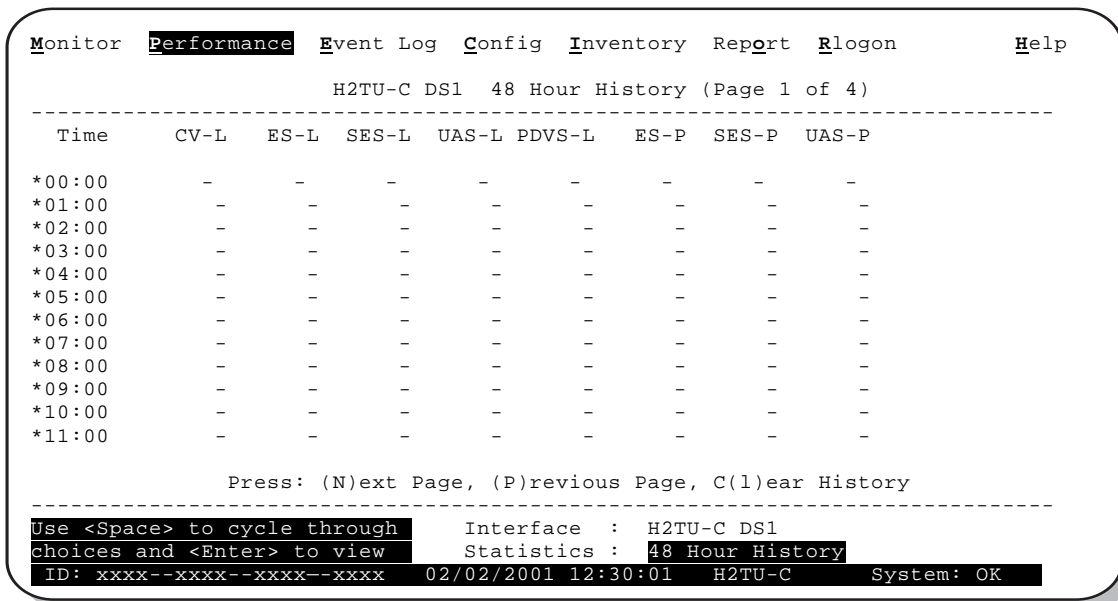 Monitor Performance Event Log Config Inventory Report Rlogon Help
H2TU-C DS1 48 Hour History (Page 1 of 4)
--------------------------------------------------------------------------------
Time CV-L ES-L SES-L UAS-L PDVS-L ES-P SES-P UAS-P
*00:00 - - - - - - - -
*01:00 - - - - - - - -
*02:00 - - - - - - - -
*03:00 - - - - - - - -
*04:00 - - - - - - - -
*05:00 - - - - - - - -
*06:00 - - - - - - - -
*07:00 - - - - - - - -
*08:00 - - - - - - - -
*09:00 - - - - - - - -
*10:00 - - - - - - - -
*11:00 - - - - - - - -
Press: (N)ext Page, (P)revious Page, C(l)ear History
--------------------------------------------------------------------------------
Use <Space> to cycle through Interface : H2TU-C DS1
choices and <Enter> to view Statistics : 48 Hour History
ID: xxxx--xxxx--xxxx--xxxx 02/02/2001 12:30:01 H2TU-C System: OK